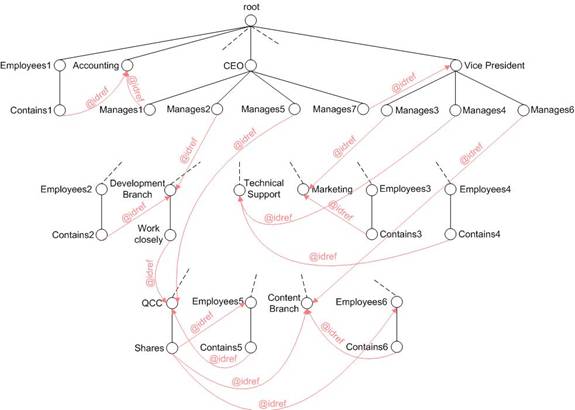 root
Employees1
Accounting
CEO
Vice President
@idref
@idref
@idref
Contains1
Manages1
Manages2
Manages5
Manages7
Manages3
Manages4
Manages6
@idref
@idref
@idref
@idref
Employees2
Development
Branch
Technical
Support
Marketing
Employees3
Employees4
@idref
@idref
@idref
Contains2
Work
closely
Contains3
Contains4
@idref
@idref
QCC
Employees5
Content
Branch
Employees6
@idref
@idref
Shares
Contains5
Contains6
@idref
@idref
@idref
@idref